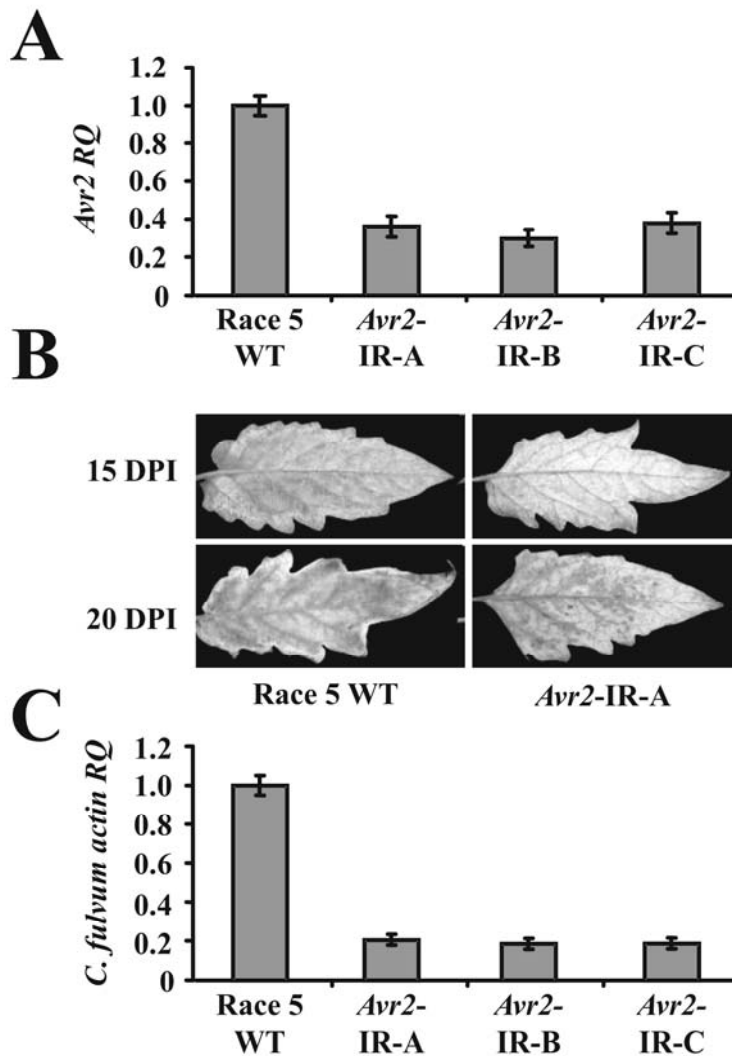 A
Avr2 RQ
1.2
1.0
0.8
0.6
0.4
0.2
0
Race 5 WT
Avr2-IR-A
Avr2-IR-B
Avr2-IR-C
B
15 DPI
20 DPI
Race 5 WT
Avr2-IR-A
C
C. fulvum actin RQ
1.2
1.0
0.8
0.6
0.4
0.2
0
Race 5 WT
Avr2-IR-A
Avr2-IR-B
Avr2-IR-C